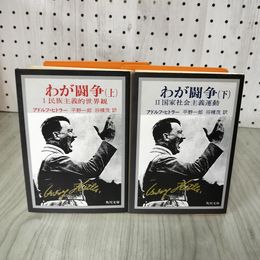 わが闘争(上)
I 民族主義的世界観
アドルフ・ヒトラー 平野一郎 将積茂 訳
角川文庫
わが闘争(下)
II 国家社会主義運動
アドルフ・ヒトラー 平野一郎 将積茂 訳
角川文庫